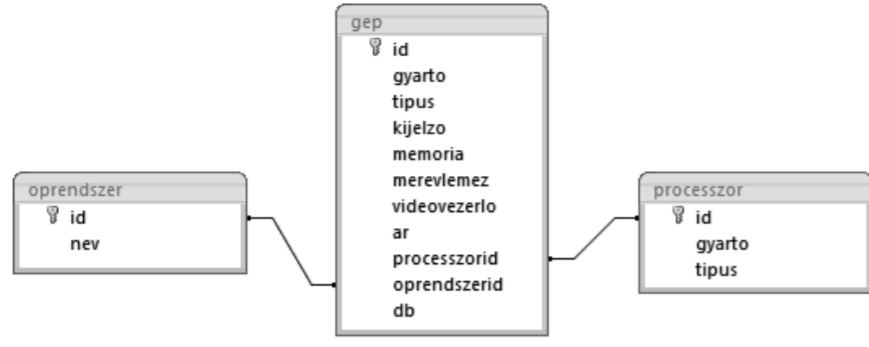 gep
id
gyarto
tipus
kijelzo
memoria
merevlemez
videovezerlo
ar
processzorid
oprendszerid
db
oprendszer
id
nev
processzor
id
gyarto
tipus